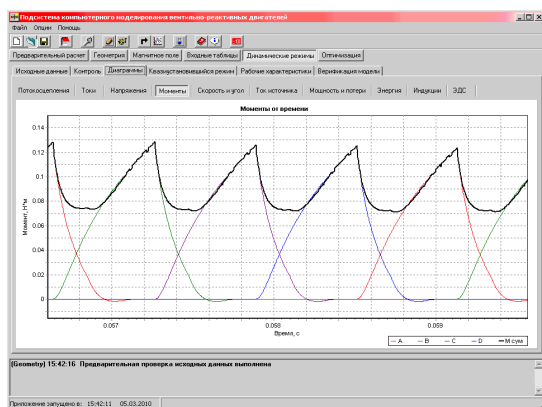 Подсистема компьютерного моделирования вентильно-реактивных двигателей
Файл Опции Помощь
Предварительный расчет Геометрия Магнитное поле Входные таблицы Динамические режимы Оптимизация
Исходные данные Контроль Диаграммы Квазиустановившийся режим Рабочие характеристики Верификация модели
Потокосцепления Токи Напряжения Моменты Скорость и угол Ток источника Мощность и потери Энергия Индукции ЭДС
Моменты от времени
0.14
0.12
0.1
0.08
0.06
0.04
0.02
0
Момент, Н*м
0.057 0.058 0.059
Время, с
A B C D М сум
[Geometry] 15:42:16 Предварительная проверка исходных данных выполнена
Приложение запущено в: 15:42:11 05.03.2010